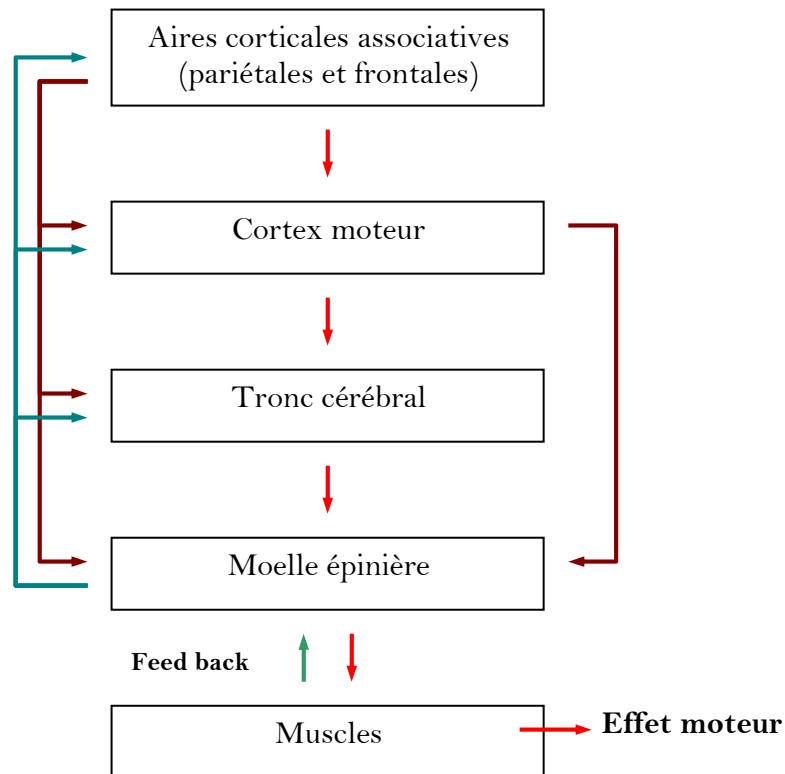 Aires corticales associatives
(pariétales et frontales)
Cortex moteur
Tronc cérébral
Moelle épinière
Feed back
Muscles
Effet moteur